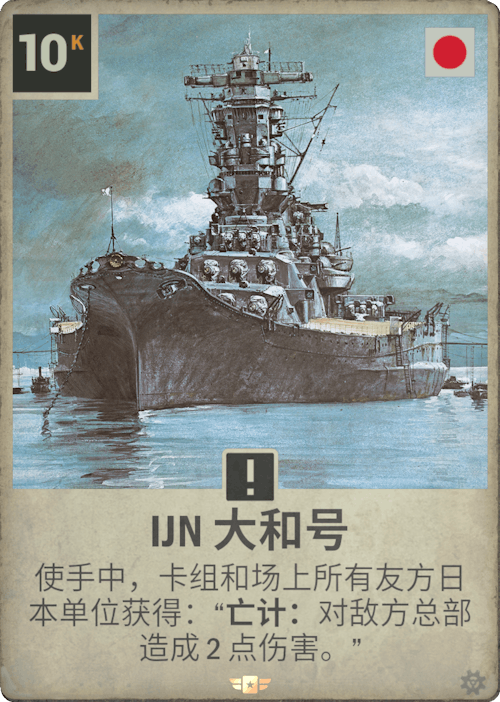 10K
!
IJN 大和号
使手中，卡组和场上所有友方日
本单位获得：“亡计：对敌方总部
造成 2 点伤害。”